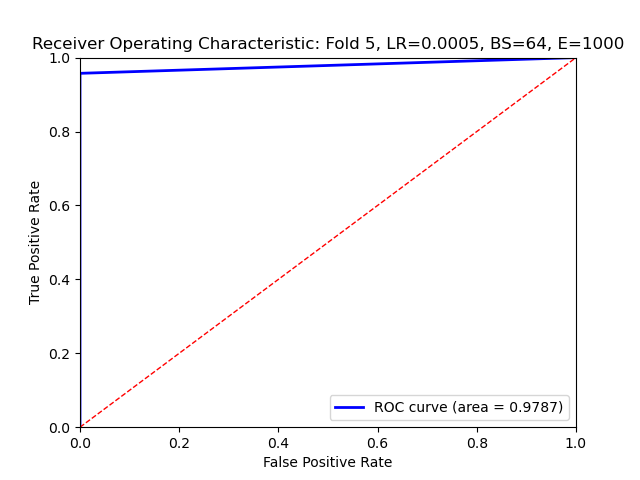 Receiver Operating Characteristic: Fold 5, LR=0.0005, BS=64, E=1000
1.0
0.8
0.6
0.4
0.2
0.0
True Positive Rate
ROC curve (area = 0.9787)
0.0 0.2 0.4 0.6 0.8 1.0
False Positive Rate